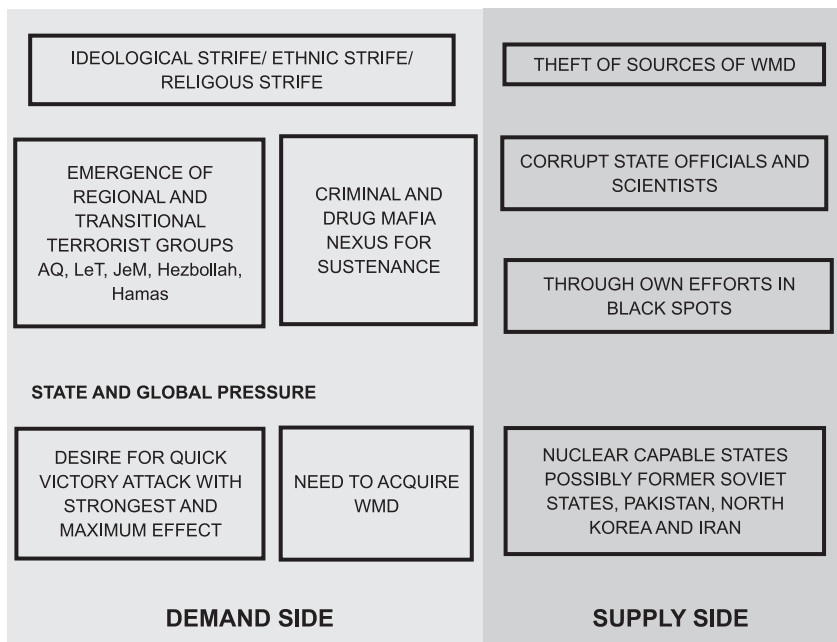 IDEOLOGICAL STRIFE/ ETHNIC STRIFE/
RELIGOUS STRIFE
EMERGENCE OF
REGIONAL AND
TRANSITIONAL
TERRORIST GROUPS
AQ, LeT, JeM, Hezbollah,
Hamas
CRIMINAL AND
DRUG MAFIA
NEXUS FOR
SUSTENANCE
STATE AND GLOBAL PRESSURE
DESIRE FOR QUICK
VICTORY ATTACK WITH
STRONGEST AND
MAXIMUM EFFECT
NEED TO ACQUIRE
WMD
DEMAND SIDE
THEFT OF SOURCES OF WMD
CORRUPT STATE OFFICIALS AND
SCIENTISTS
THROUGH OWN EFFORTS IN
BLACK SPOTS
NUCLEAR CAPABLE STATES
POSSIBLY FORMER SOVIET
STATES, PAKISTAN, NORTH
KOREA AND IRAN
SUPPLY SIDE